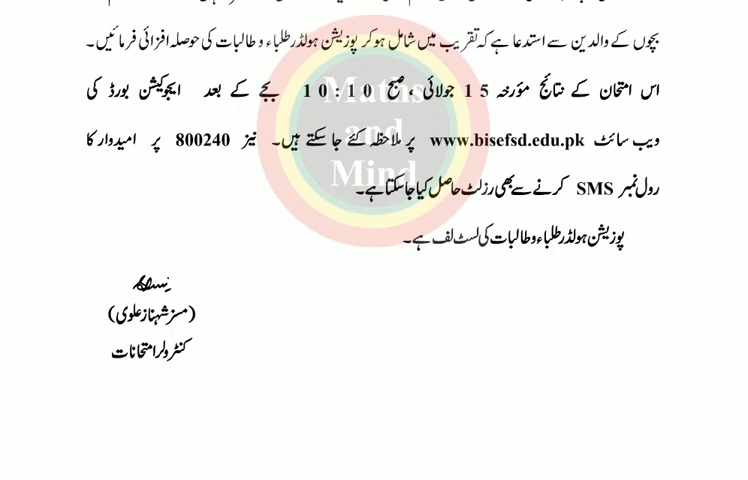 بچوں کے والدین سے استدعا ہے کہ تقریب میں شامل ہو کر پوزیشن ہولڈر طلباء و طالبات کی حوصلہ افزائی فرمائیں۔
اس امتحان کے نتائج مؤرخہ 15 جولائی ، صبح 10:10 بجے کے بعد ایجوکیشن بورڈ کی
ویب سائٹ www.bisefsd.edu.pk پر ملاحظہ کئے جا سکتے ہیں۔ نیز 800240 پر امیدوار کا
رول نمبر SMS کرنے سے بھی رزلٹ حاصل کیا جا سکتا ہے۔
پوزیشن ہولڈر طلباء و طالبات کی لسٹ لف ہے۔
(مسز شہناز علوی)
کنٹرولر امتحانات
Maths
and
Mind